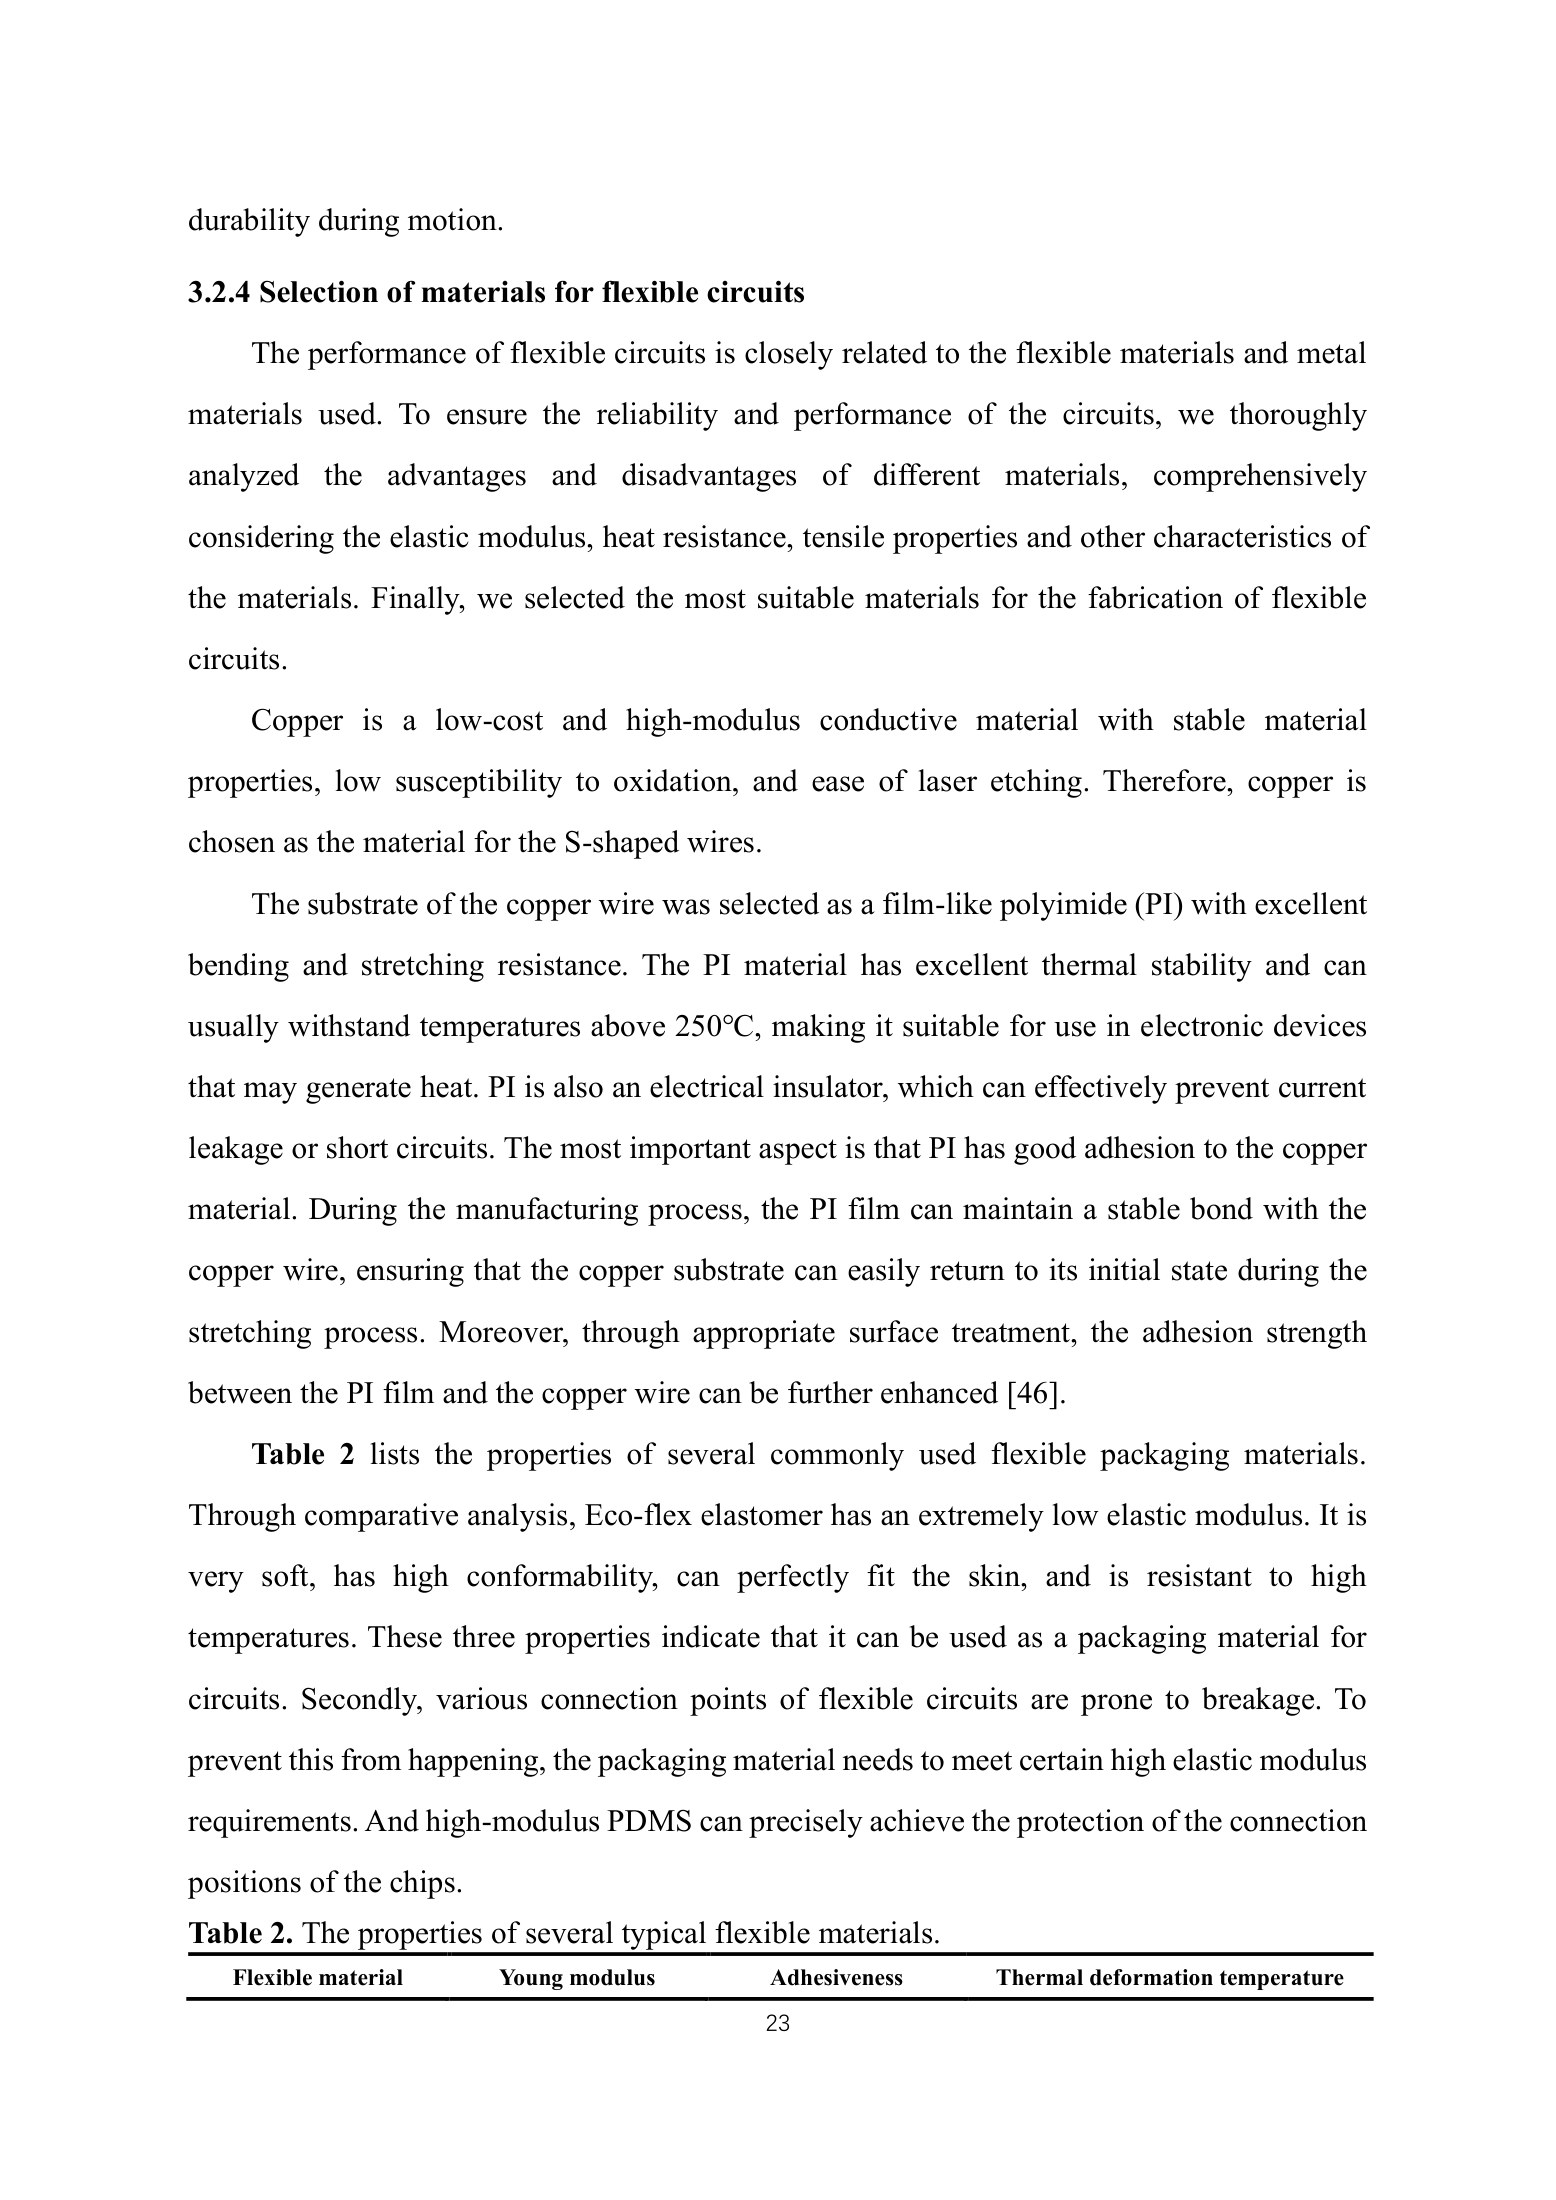 durability during motion.
3.2.4 Selection of materials for flexible circuits
The performance of flexible circuits is closely related to the flexible materials and metal
materials used. To ensure the reliability and performance of the circuits, we thoroughly
analyzed the advantages and disadvantages of different materials, comprehensively
considering the elastic modulus, heat resistance, tensile properties and other characteristics of
the materials. Finally, we selected the most suitable materials for the fabrication of flexible
circuits.
Copper is a low-cost and high-modulus conductive material with stable material
properties, low susceptibility to oxidation, and ease of laser etching. Therefore, copper is
chosen as the material for the S-shaped wires.
The substrate of the copper wire was selected as a film-like polyimide (PI) with excellent
bending and stretching resistance. The PI material has excellent thermal stability and can
usually withstand temperatures above 250℃, making it suitable for use in electronic devices
that may generate heat. PI is also an electrical insulator, which can effectively prevent current
leakage or short circuits. The most important aspect is that PI has good adhesion to the copper
material. During the manufacturing process, the PI film can maintain a stable bond with the
copper wire, ensuring that the copper substrate can easily return to its initial state during the
stretching process. Moreover, through appropriate surface treatment, the adhesion strength
between the PI film and the copper wire can be further enhanced [46].
Table 2 lists the properties of several commonly used flexible packaging materials.
Through comparative analysis, Eco-flex elastomer has an extremely low elastic modulus. It is
very soft, has high conformability, can perfectly fit the skin, and is resistant to high
temperatures. These three properties indicate that it can be used as a packaging material for
circuits. Secondly, various connection points of flexible circuits are prone to breakage. To
prevent this from happening, the packaging material needs to meet certain high elastic modulus
requirements. And high-modulus PDMS can precisely achieve the protection of the connection
positions of the chips.
Table 2. The properties of several typical flexible materials.
Flexible material Young modulus Adhesiveness Thermal deformation temperature
23